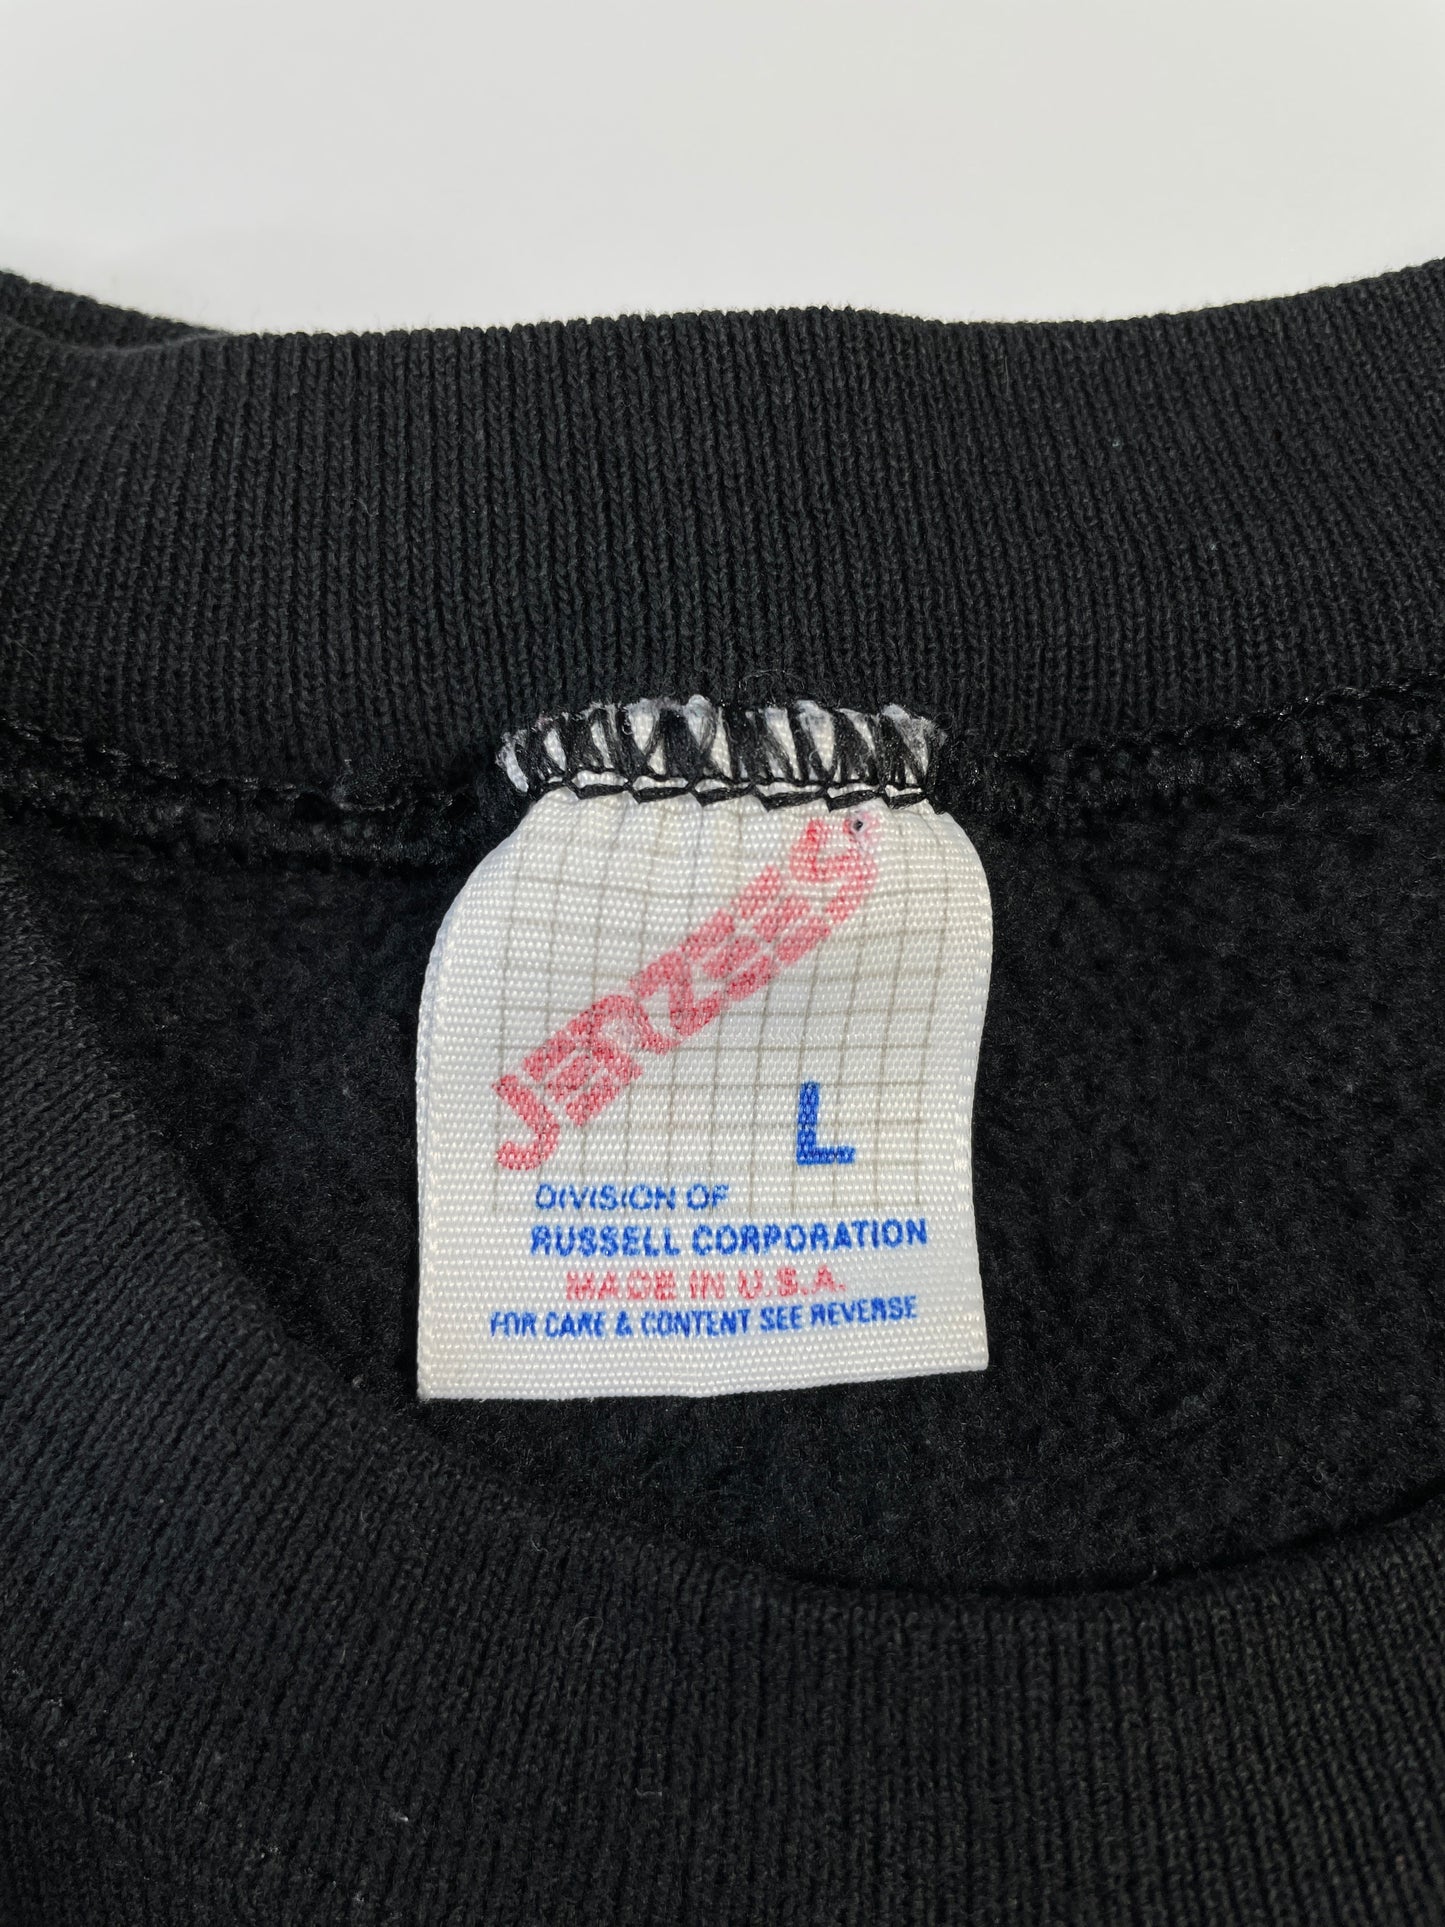 JERZEES
L
DIVISION OF
RUSSELL CORPORATION
MADE IN U.S.A.
FOR CARE & CONTENT SEE REVERSE